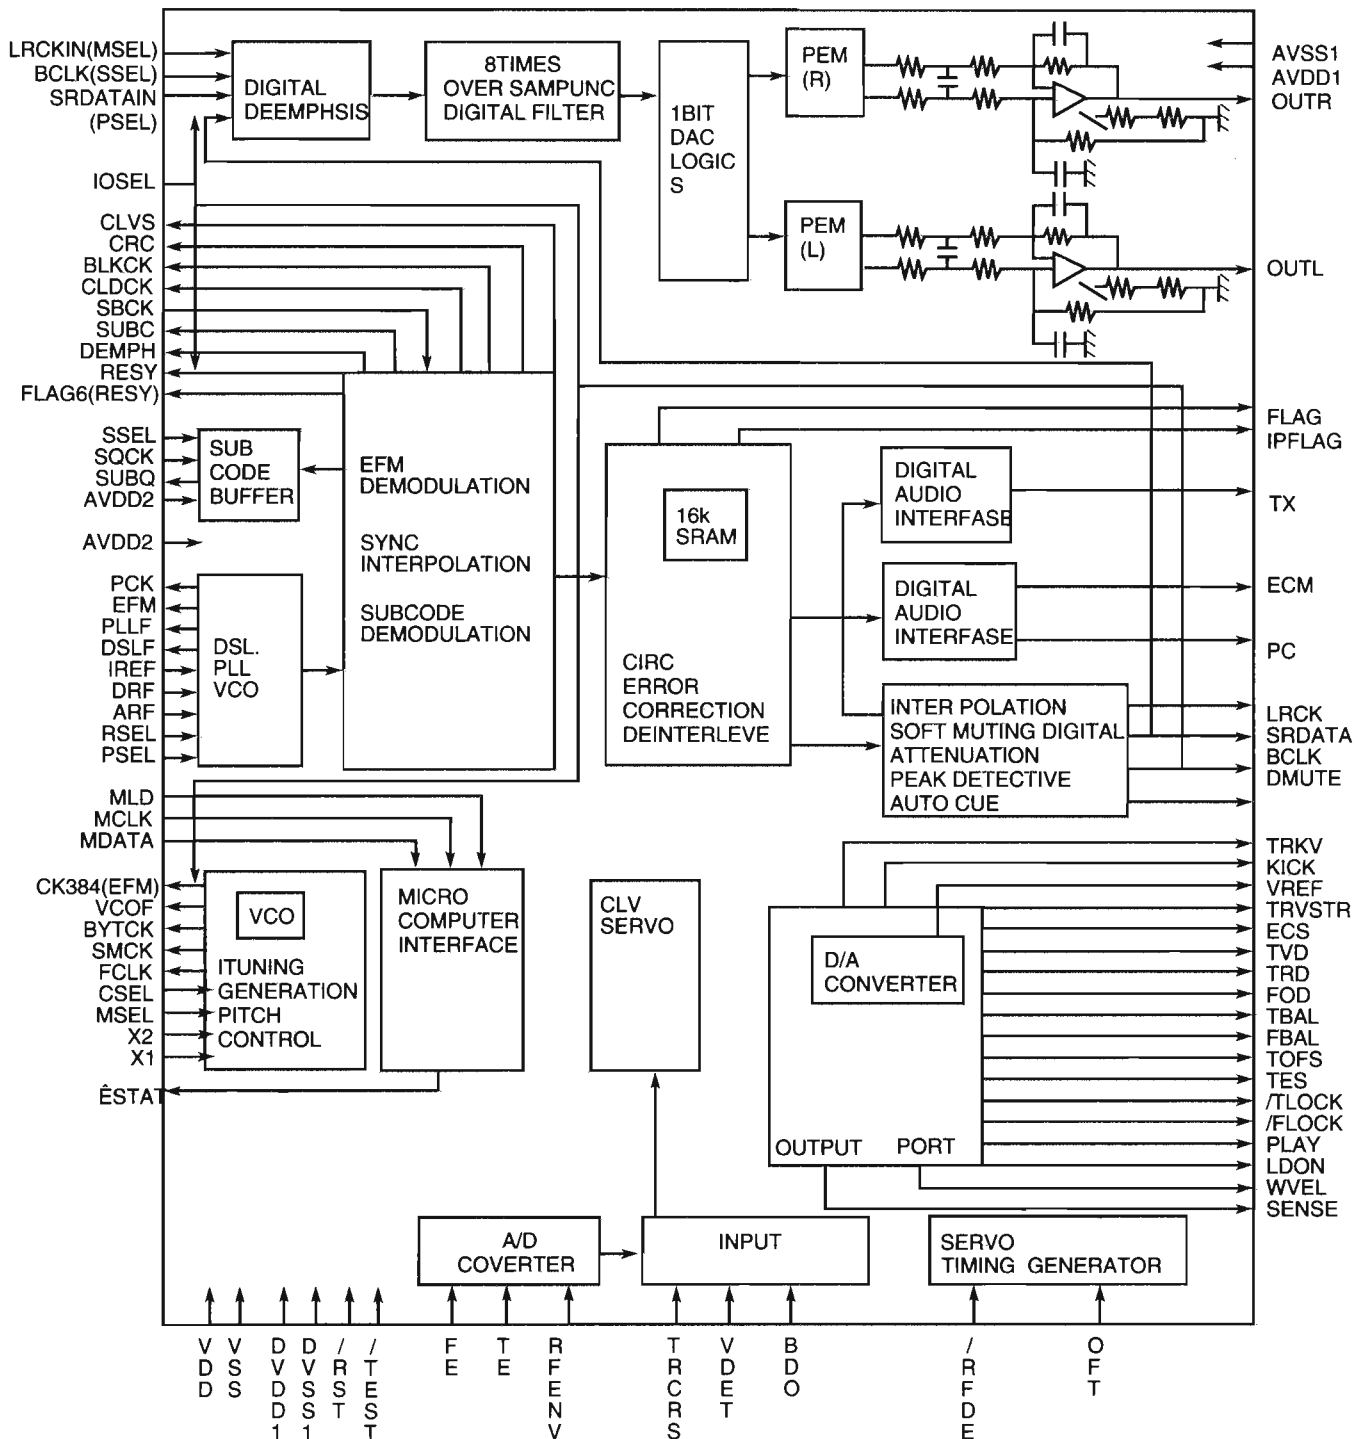 LRCKIN(MSEL)
BCLK(SSEL)
SRDATAIN
(PSEL)
IOSEL
CLVS
CRC
BLKCK
CLDCK
SBCK
SUBC
DEMPH
RESY
FLAG6(RESY)
SSEL
SQCK
SUBQ
AVDD2
AVDD2
PCK
EFM
PLLF
DSLF
IREF
DRF
ARF
RSEL
PSEL
MLD
MCLK
MDATA
CK384(EFM)
VCOF
BYTCK
SMCK
FCLK
CSEL
MSEL
X2
X1
ÊSTAT
DIGITAL
DEEMPHSIS
8TIMES
OVER SAMPUNC
DIGITAL FILTER
1BIT
DAC
LOGIC
S
PEM
(R)
PEM
(L)
SUB
CODE
BUFFER
EFM
DEMODULATION
SYNC
INTERPOLATION
SUBCODE
DEMODULATION
DSL.
PLL
VCO
16k
SRAM
CIRC
ERROR
CORRECTION
DEINTERLEVE
DIGITAL
AUDIO
INTERFASE
DIGITAL
AUDIO
INTERFASE
INTER POLATION
SOFT MUTING DIGITAL
ATTENUATION
PEAK DETECTIVE
AUTO CUE
VCO
ITUNING
GENERATION
PITCH
CONTROL
MICRO
COMPUTER
INTERFACE
CLV
SERVO
D/A
CONVERTER
OUTPUT PORT
A/D
COVERTER
INPUT
SERVO
TIMING GENERATOR
AVSS1
AVDD1
OUTR
OUTL
FLAG
IPFLAG
TX
ECM
PC
LRCK
SRDATA
BCLK
DMUTE
TRKV
KICK
VREF
TRVSTR
ECS
TVD
TRD
FOD
TBAL
FBAL
TOFS
TES
/TLOCK
/FLOCK
PLAY
LDON
WVEL
SENSE
VDD
VSS
DVDD1
DVSS1
/RST
/TEST
FE
TE
RFENV
TRCRS
VDET
BDO
/RFDE
OFT